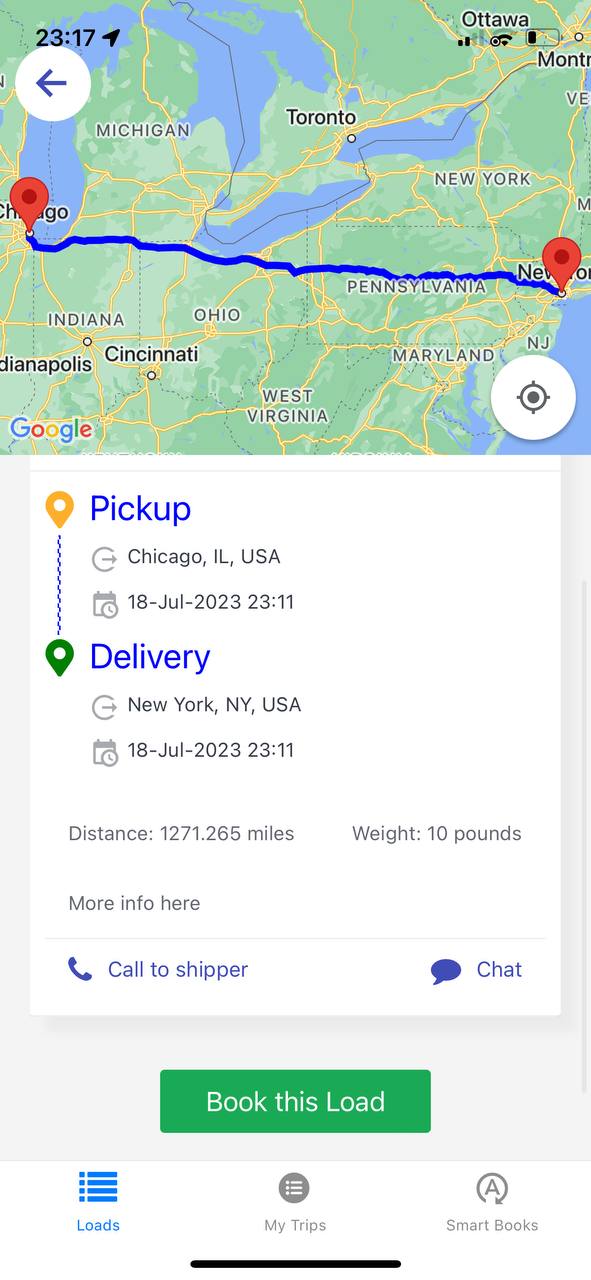 23:17
Ottawa
Montr
VE
MICHIGAN
Toronto
NEW YORK
M
Chicago
New York
PENNSYLVANIA
INDIANA
OHIO
NJ
dianapolis
Cincinnati
MARYLAND
WEST
VIRGINIA
Google
Pickup
Chicago, IL, USA
18-Jul-2023 23:11
Delivery
New York, NY, USA
18-Jul-2023 23:11
Distance: 1271.265 miles
Weight: 10 pounds
More info here
Call to shipper
Chat
Book this Load
Loads
My Trips
Smart Books